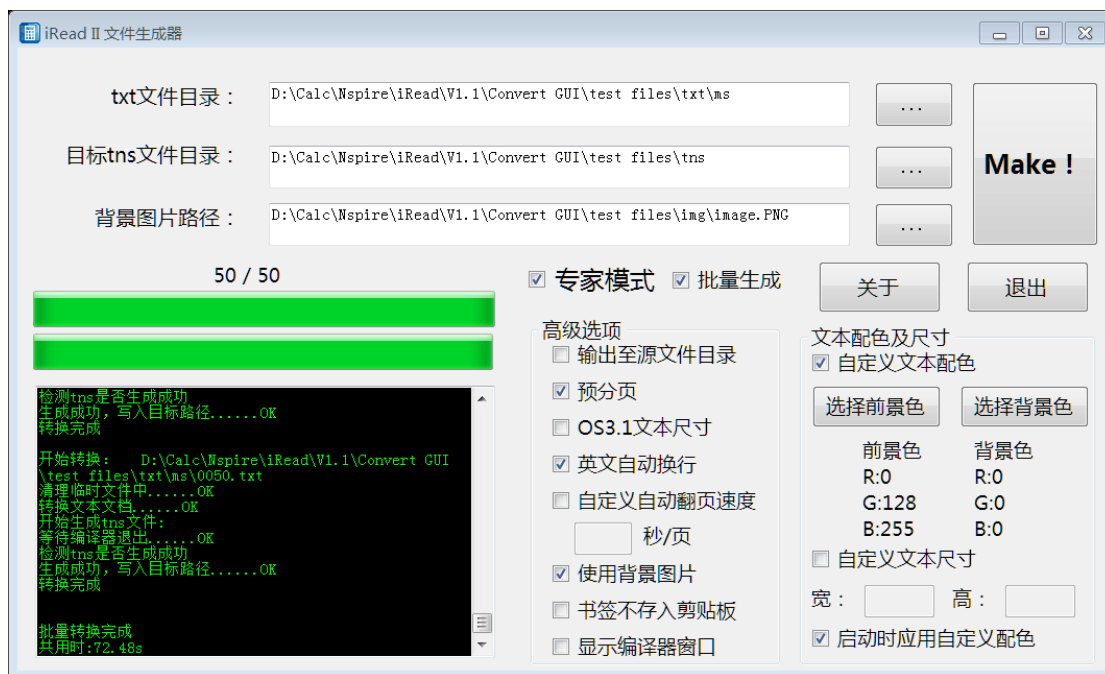 iRead II 文件生成器
txt文件目录：
D:\Calc\Nspire\iRead\V1.1\Convert GUI\test files\txt\ms
...
目标tns文件目录：
D:\Calc\Nspire\iRead\V1.1\Convert GUI\test files\tns
...
Make !
背景图片路径：
D:\Calc\Nspire\iRead\V1.1\Convert GUI\test files\img\image.PNG
...
50 / 50
专家模式
批量生成
关于
退出
检测tns是否生成成功
生成成功，写入目标路径......OK
转换完成
开始转换： D:\Calc\Nspire\iRead\V1.1\Convert GUI
\test files\txt\ms\0050.txt
清理临时文件中......OK
转换文本文档......OK
开始生成tns文件:
等待编译器退出......OK
检测tns是否生成成功
生成成功，写入目标路径......OK
转换完成
批量转换完成
共用时:72.48s
高级选项
输出至源文件目录
预分页
OS3.1文本尺寸
英文自动换行
自定义自动翻页速度
秒/页
使用背景图片
书签不存入剪贴板
显示编译器窗口
文本配色及尺寸
自定义文本配色
选择前景色
选择背景色
前景色 背景色
R:0 R:0
G:128 G:0
B:255 B:0
自定义文本尺寸
宽： 高：
启动时应用自定义配色